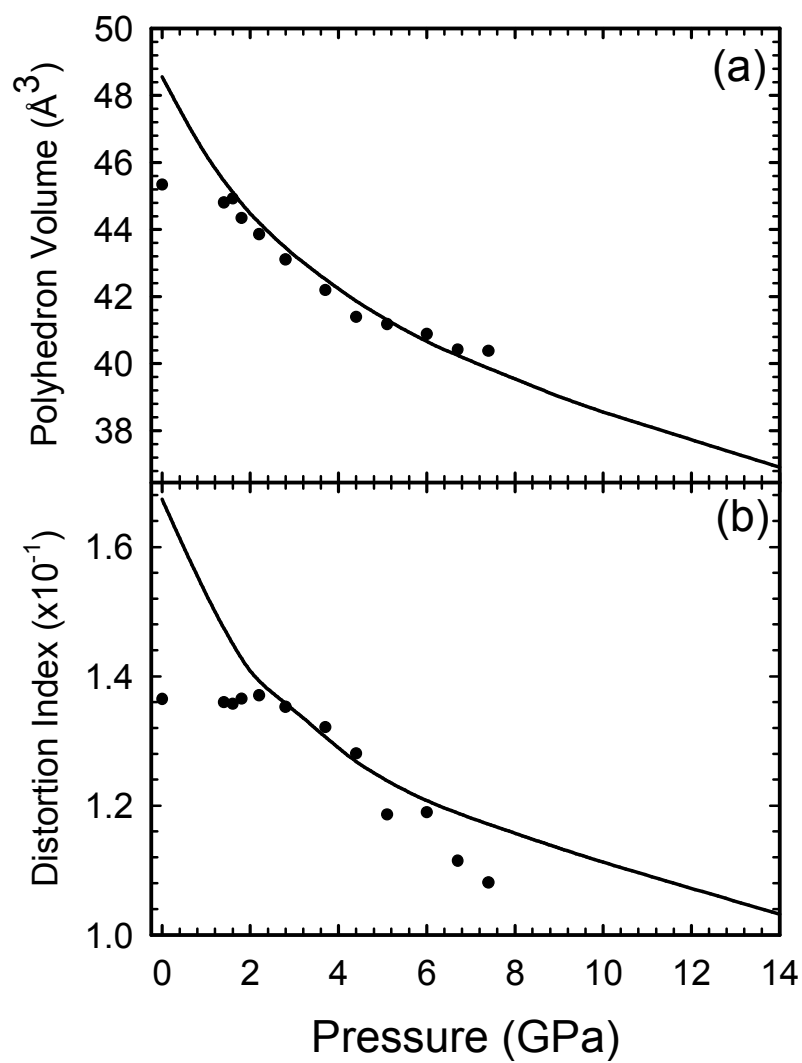 50
(a)
48
46
44
42
40
38
Polyhedron Volume (Å³)
(b)
1.6
1.4
1.2
1.0
Distortion Index (x10⁻¹)
0 2 4 6 8 10 12 14
Pressure (GPa)